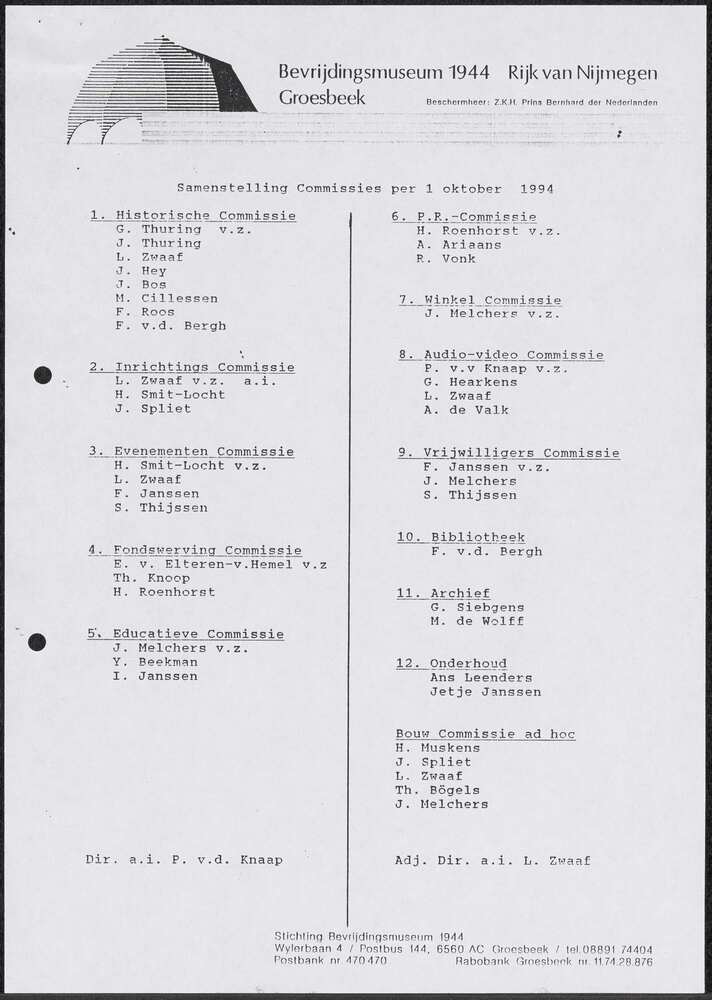 Bevrijdingsmuseum 1944 Rijk van Nijmegen
Groesbeek
Beschermheer: Z.K.H. Prins Bernhard der Nederlanden
Samenstelling Commissies per 1 oktober 1994
1. Historische Commissie
G. Thuring v.z.
J. Thuring
L. Zwaaf
J. Hey
J. Bos
M. Cillessen
F. Roos
F. v.d. Bergh
2. Inrichtings Commissie
L. Zwaaf v.z. a.i.
H. Smit-Locht
J. Spliet
3. Evenementen Commissie
H. Smit-Locht v.z.
L. Zwaaf
F. Janssen
S. Thijssen
4. Fondswerving Commissie
E. v. Elteren-v.Hemel v.z
Th. Knoop
H. Roenhorst
5. Educatieve Commissie
J. Melchers v.z.
Y. Beekman
I. Janssen
6. P.R.-Commissie
H. Roenhorst v.z.
A. Ariaans
R. Vonk
7. Winkel Commissie
J. Melchers v.z.
8. Audio-video Commissie
P. v.v Knaap v.z.
G. Hearkens
L. Zwaaf
A. de Valk
9. Vrijwilligers Commissie
F. Janssen v.z.
J. Melchers
S. Thijssen
10. Bibliotheek
F. v.d. Bergh
11. Archief
G. Siebgens
M. de Wolff
12. Onderhoud
Ans Leenders
Jetje Janssen
Bouw Commissie ad hoc
H. Muskens
J. Spliet
L. Zwaaf
Th. Bögels
J. Melchers
Dir. a.i. P. v.d. Knaap
Adj. Dir. a.i. L. Zwaaf
Stichting Bevrijdingsmuseum 1944
Wylerbaan 4 / Postbus 144, 6560 AC Groesbeek / tel.08891 74404
Postbank nr 470470 Rabobank Groesbeek nr. 11.74.28.876